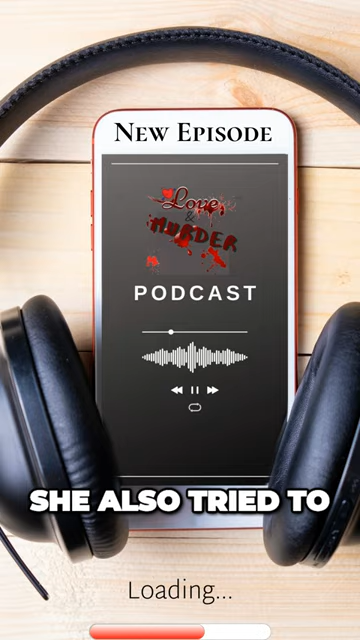 New Episode
Love
&
MURDER
PODCAST
SHE ALSO TRIED TO
Loading...